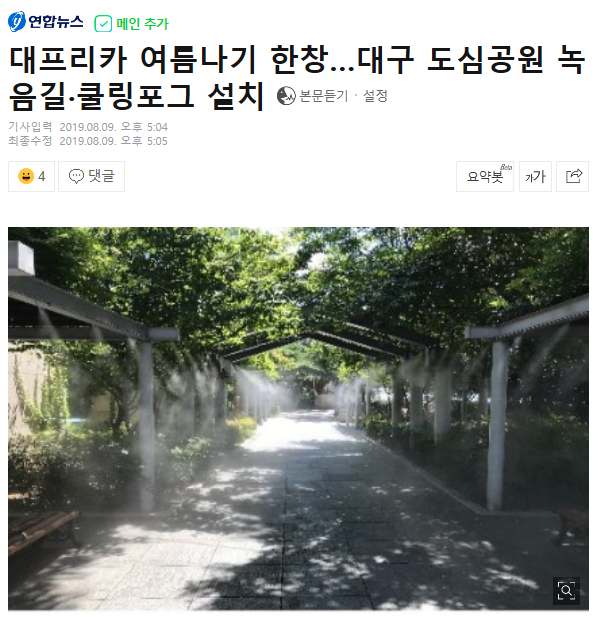 연합뉴스 메인 추가
대프리카 여름나기 한창...대구 도심공원 녹
음길·쿨링포그 설치 본문듣기 · 설정
기사입력 2019.08.09. 오후 5:04
최종수정 2019.08.09. 오후 5:05
4 댓글 요약봇 Beta 가가